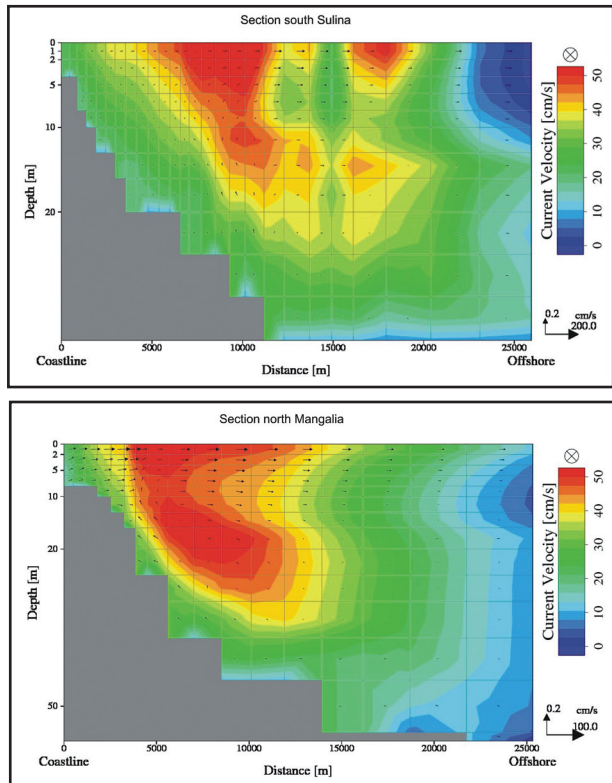 Section south Sulina
0
1
2
5
10
20
Depth [m]
0 5000 10000 15000 20000 25000
Coastline Distance [m] Offshore
Current Velocity [cm/s]
50
40
30
20
10
0
0.2 cm/s
200.0
Section north Mangalia
0
2
5
10
20
50
Depth [m]
0 5000 10000 15000 20000 25000
Coastline Distance [m] Offshore
Current Velocity [cm/s]
50
40
30
20
10
0
0.2 cm/s
100.0